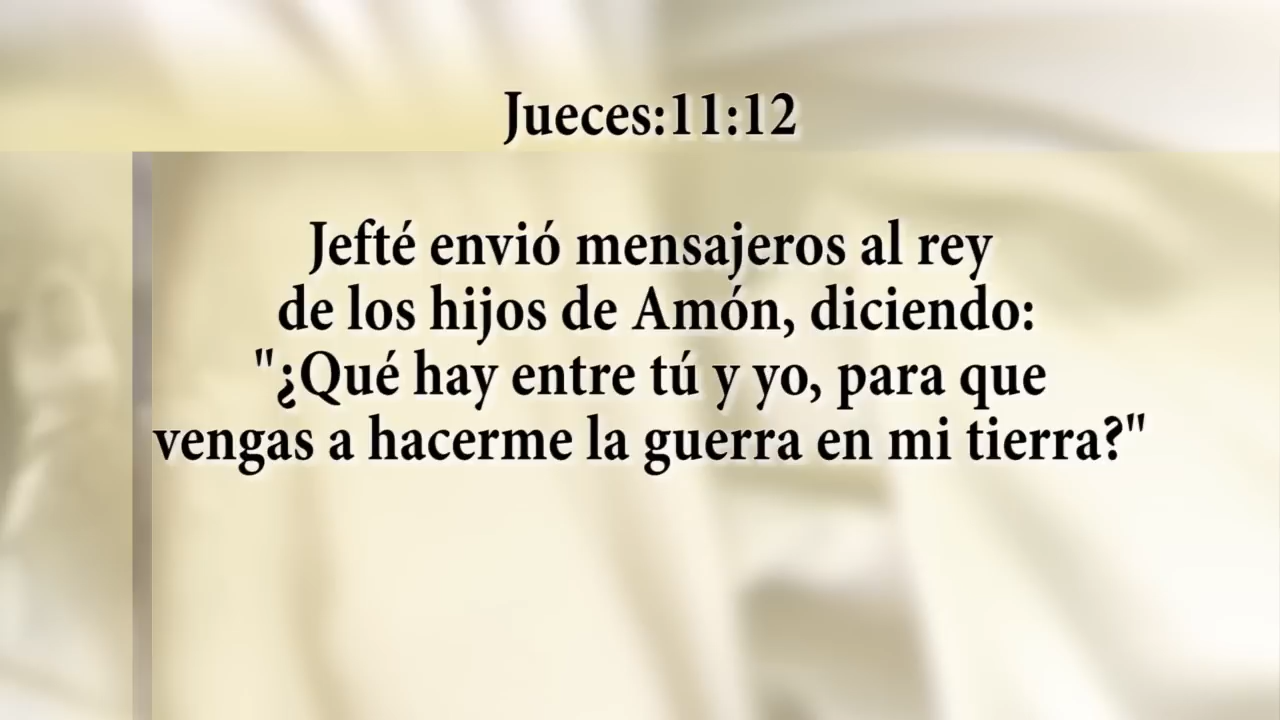 Jueces:11:12
Jefté envió mensajeros al rey
de los hijos de Amón, diciendo:
"¿Qué hay entre tú y yo, para que
vengas a hacerme la guerra en mi tierra?"